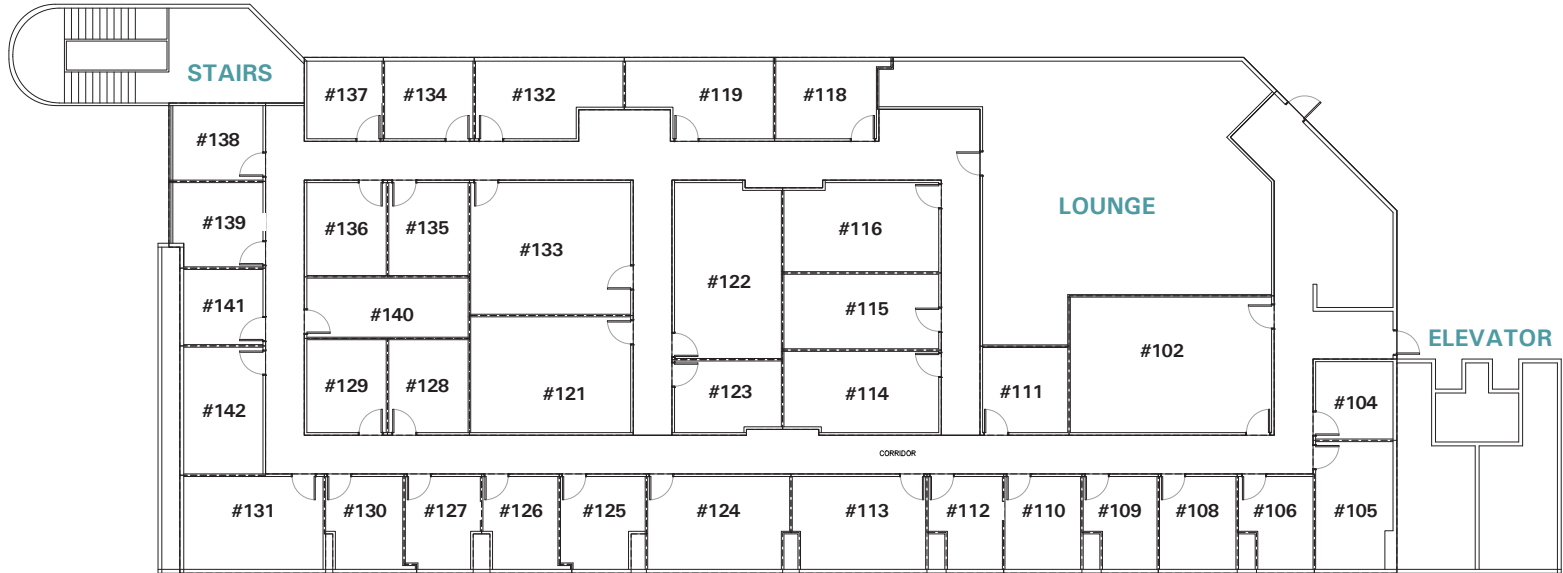 STAIRS
#137 #134 #132 #119 #118
#138
#139 #136 #135 #133 #116 LOUNGE
#122
#141 #140 #115
#102 ELEVATOR
#142 #129 #128 #121 #123 #114 #111 #104
CORRIDOR
#131 #130 #127 #126 #125 #124 #113 #112 #110 #109 #108 #106 #105